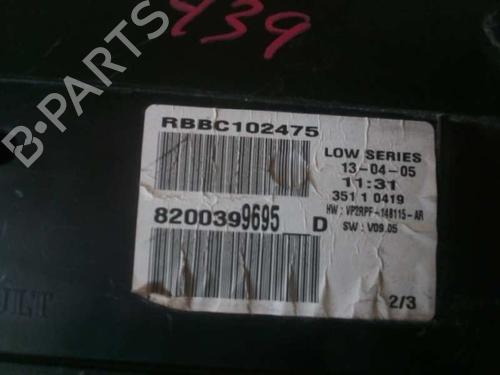 439
B-PARTS
RBBC102475
LOW SERIES
13-04-05
11:31
351 1 0419
HW : VP2RPF-148115-AR
SW : V09.05
8200399695 D
2/3
ULT